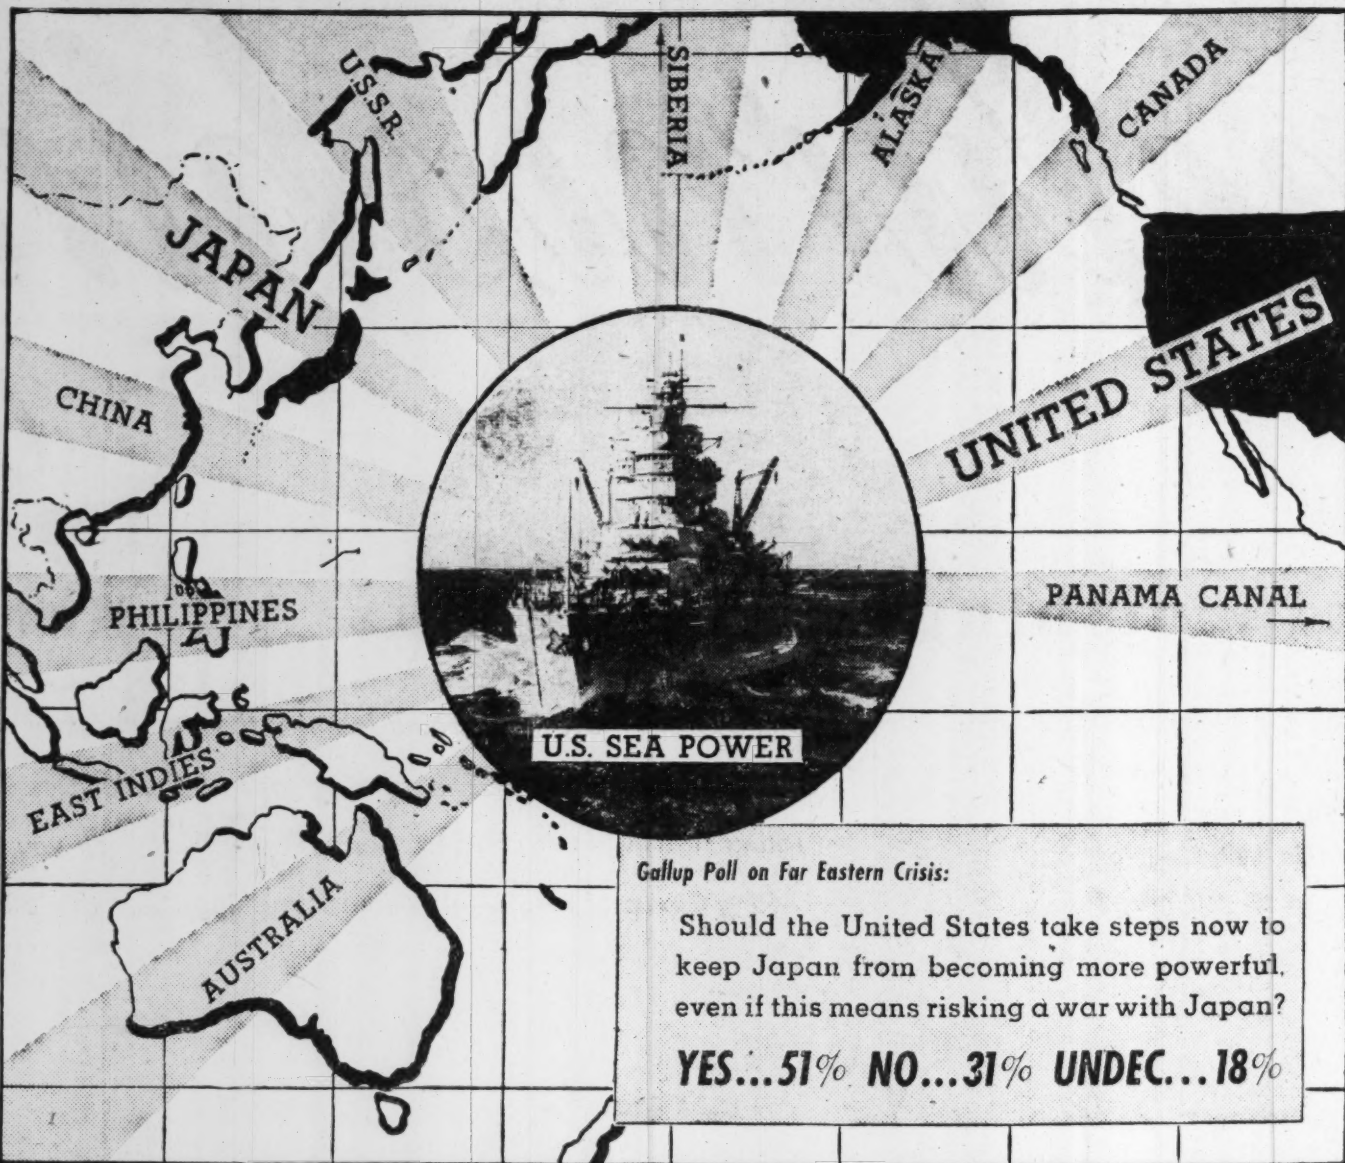 U.S.S.R.
SIBERIA
ALASKA
CANADA
JAPAN
UNITED STATES
CHINA
PHILIPPINES
PANAMA CANAL
U.S. SEA POWER
EAST INDIES
AUSTRALIA
Gallup Poll on Far Eastern Crisis:
Should the United States take steps now to
keep Japan from becoming more powerful,
even if this means risking a war with Japan?
YES...51% NO...31% UNDEC...18%